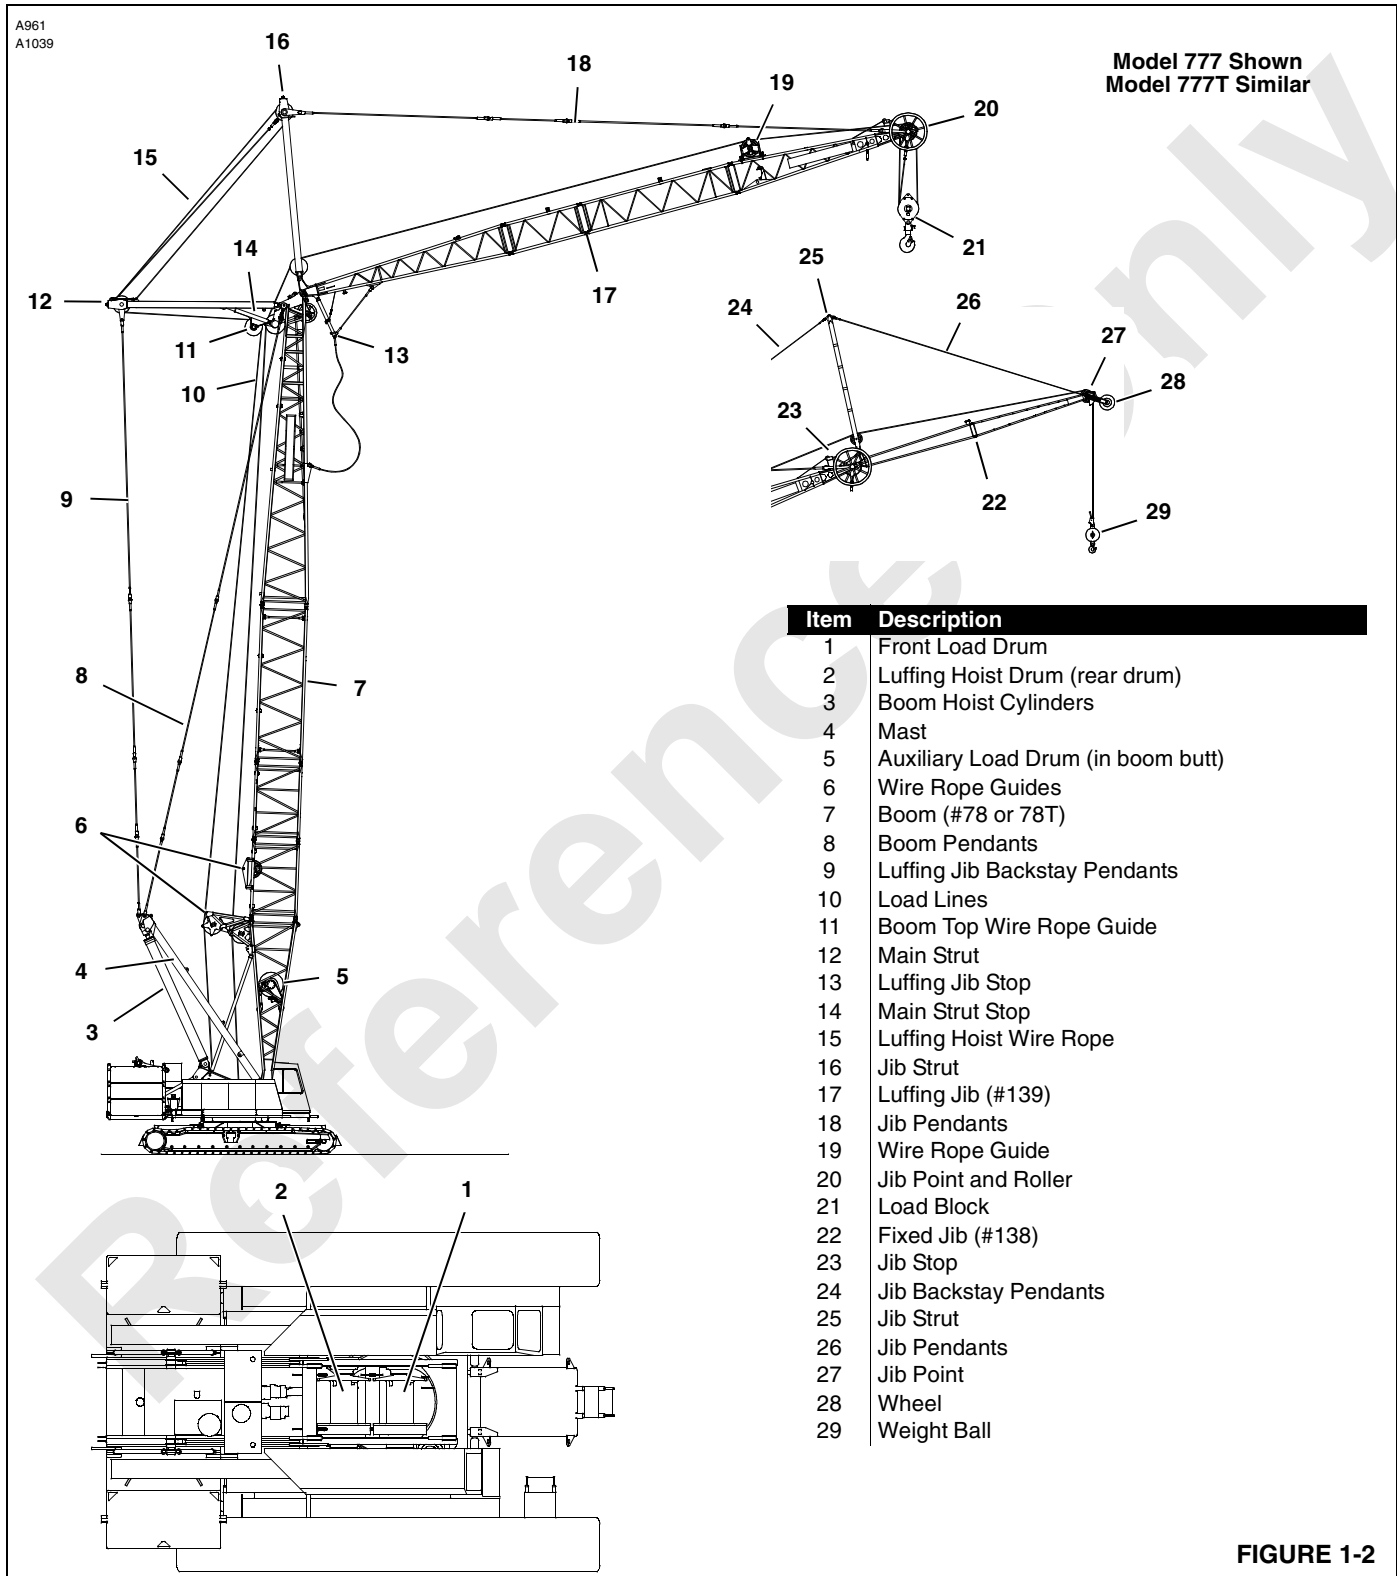 A961
A1039
Model 777 Shown
Model 777T Similar
16
18
19
20
15
14
21
25
12
17
26
24
27
11
13
28
10
23
9
22
29
8
7
6
4
5
3
2
1
Item Description
1 Front Load Drum
2 Luffing Hoist Drum (rear drum)
3 Boom Hoist Cylinders
4 Mast
5 Auxiliary Load Drum (in boom butt)
6 Wire Rope Guides
7 Boom (#78 or 78T)
8 Boom Pendants
9 Luffing Jib Backstay Pendants
10 Load Lines
11 Boom Top Wire Rope Guide
12 Main Strut
13 Luffing Jib Stop
14 Main Strut Stop
15 Luffing Hoist Wire Rope
16 Jib Strut
17 Luffing Jib (#139)
18 Jib Pendants
19 Wire Rope Guide
20 Jib Point and Roller
21 Load Block
22 Fixed Jib (#138)
23 Jib Stop
24 Jib Backstay Pendants
25 Jib Strut
26 Jib Pendants
27 Jib Point
28 Wheel
29 Weight Ball
FIGURE 1-2
Reference Only